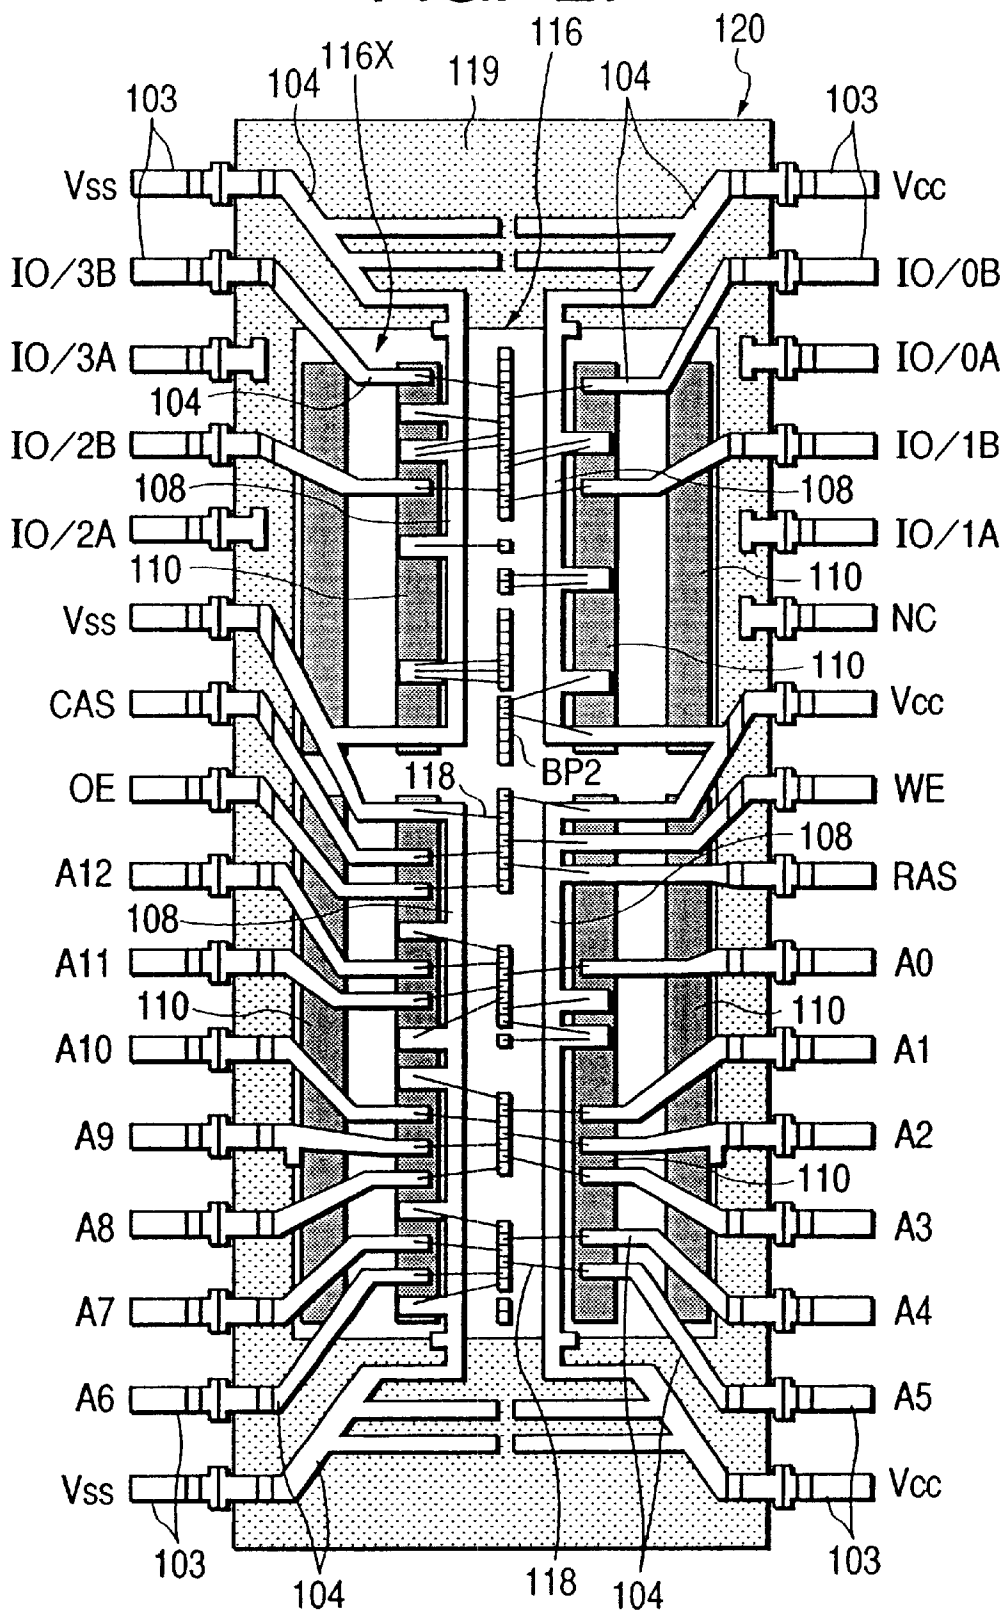 116
116X
120
104
104
119
103
103
Vss
Vcc
IO/3B
IO/0B
IO/3A
IO/0A
104
IO/2B
IO/1B
108
108
IO/2A
IO/1A
110
110
Vss
NC
110
CAS
Vcc
118
BP2
OE
WE
108
A12
RAS
108
A11
A0
110
110
A10
A1
A9
A2
110
A8
A3
A7
A4
A6
A5
Vss
Vcc
103
104
118
104
103